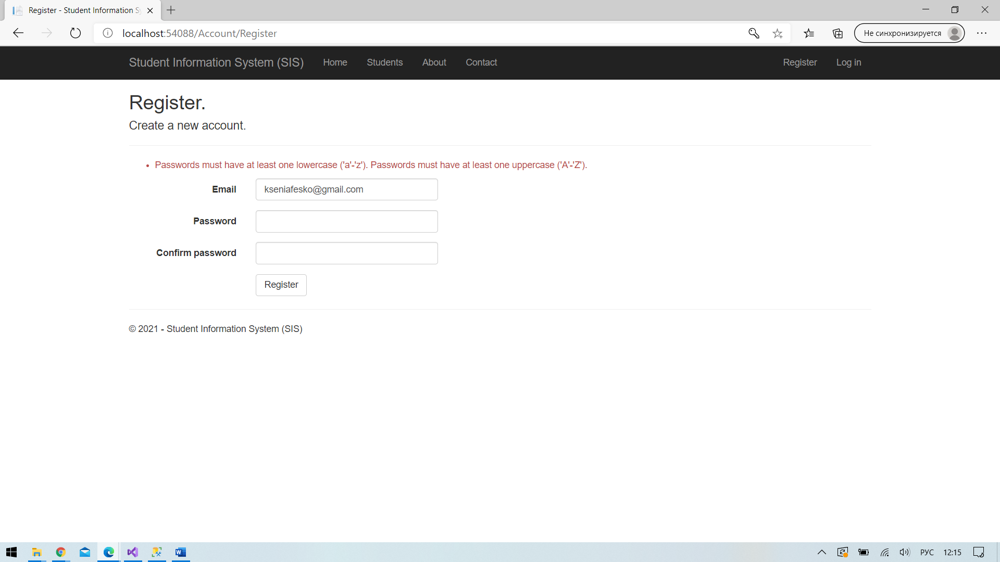 Register - Student Information S
localhost:54088/Account/Register
Не синхронизируется
Student Information System (SIS) Home Students About Contact Register Log in
Register.
Create a new account.
Passwords must have at least one lowercase ('a'-'z'). Passwords must have at least one uppercase ('A'-'Z').
Email kseniafesko@gmail.com
Password
Confirm password
Register
© 2021 - Student Information System (SIS)
РУС 12:15